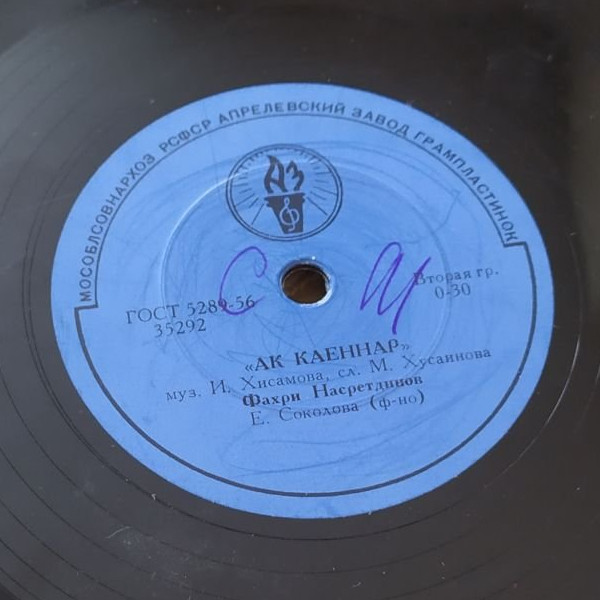 МОСОБЛСОВНАРХОЗ РСФСР АПРЕЛЕВСКИЙ ЗАВОД ГРАМПЛАСТИНОК
АЗ
ГОСТ 5289-56
35292
Вторая гр.
0-30
«АК КАЕННАР»
муз. И. Хисамова, сл. М. Хусаинова
Фахри Насретдинов
Е. Соколова (ф-но)